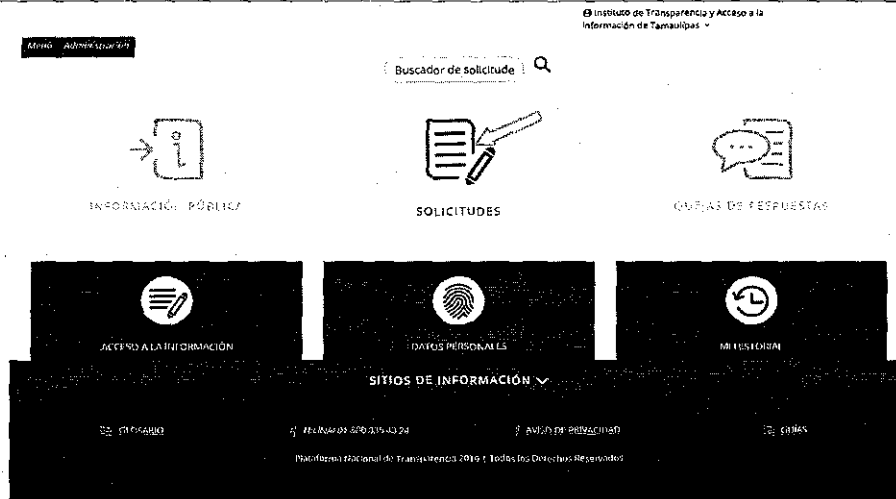 Instituto de Transparencia y Acceso a la
Información de Tamaulipas
Menú Administración
Buscador de solicitude
INFORMACIÓN PÚBLICA
SOLICITUDES
QUEJAS DE RESPUESTAS
ACCESO A LA INFORMACIÓN
DATOS PERSONALES
MI HISTORIAL
SITIOS DE INFORMACIÓN
GLOSARIO
AVISO DE PRIVACIDAD
GUÍAS
Plataforma Nacional de Transparencia 2016 | Todos los Derechos Reservados